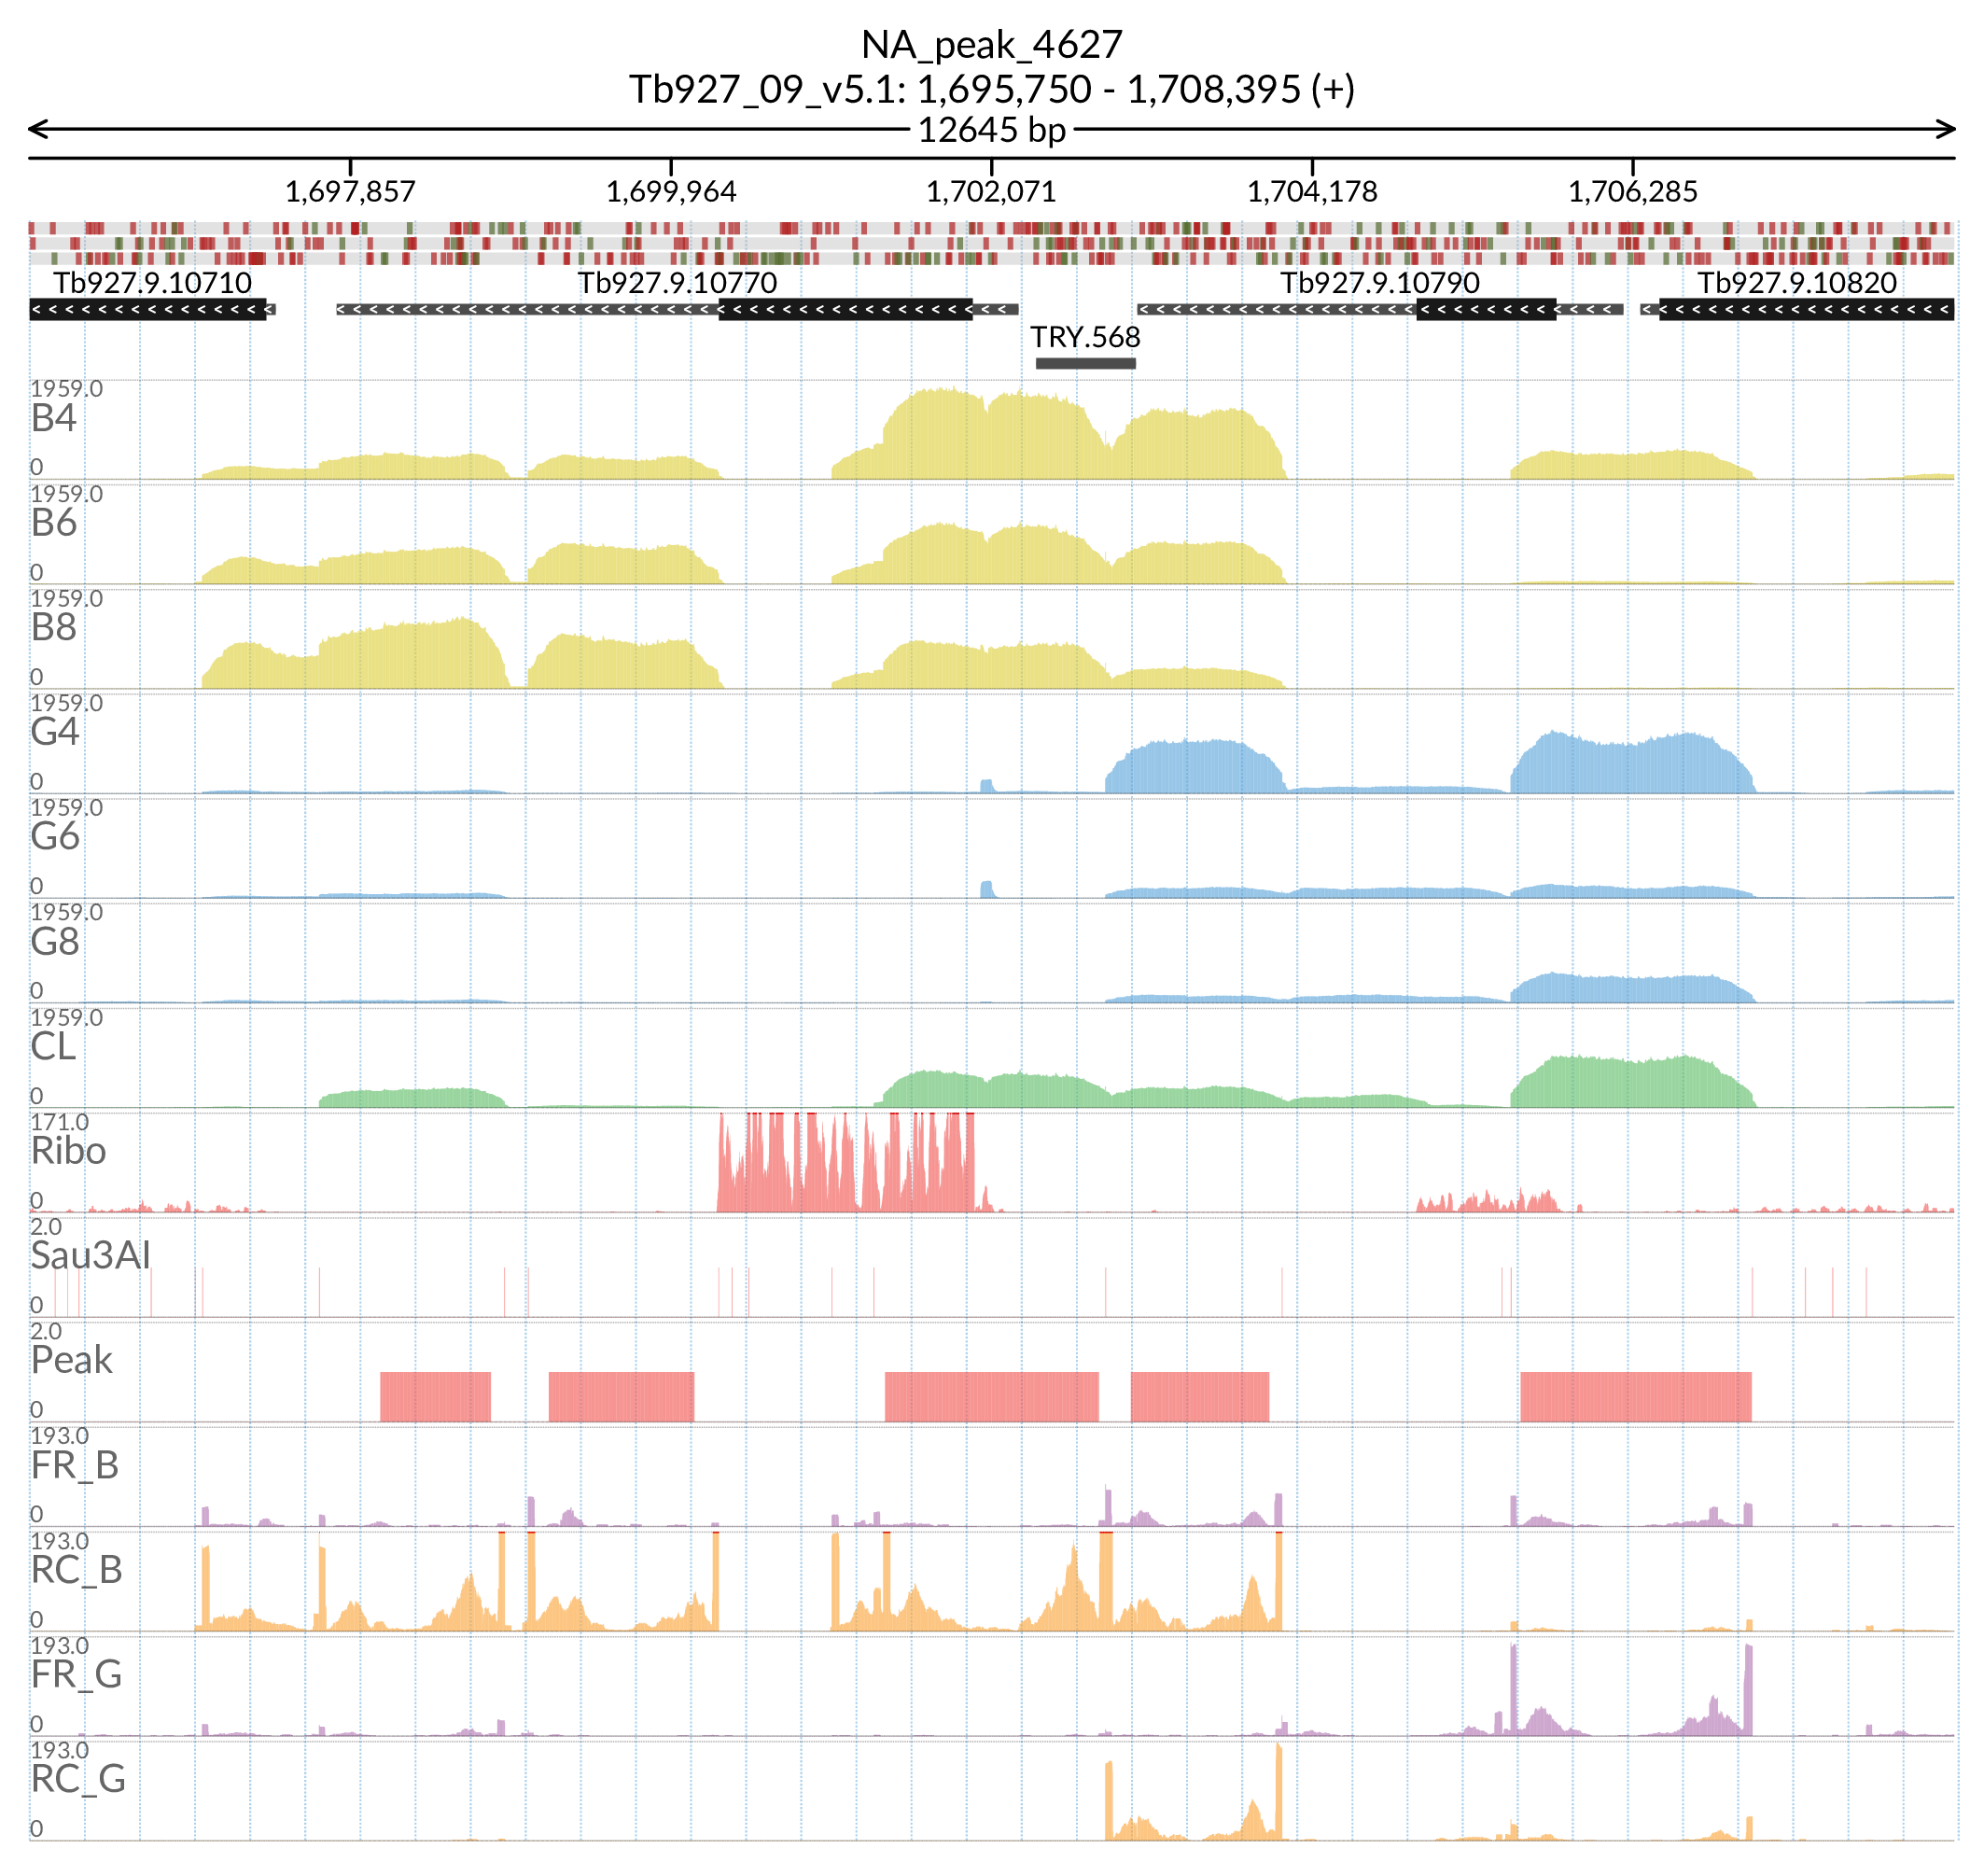 NA_peak_4627
Tb927_09_v5.1: 1,695,750 - 1,708,395 (+)
12645 bp
1,697,857 1,699,964 1,702,071 1,704,178 1,706,285
Tb927.9.10710 Tb927.9.10770 Tb927.9.10790 Tb927.9.10820
TRY.568
1959.0
B4
0
1959.0
B6
0
1959.0
B8
0
1959.0
G4
0
1959.0
G6
0
1959.0
G8
0
1959.0
CL
0
171.0
Ribo
0
2.0
Sau3AI
0
2.0
Peak
0
193.0
FR_B
0
193.0
RC_B
0
193.0
FR_G
0
193.0
RC_G
0